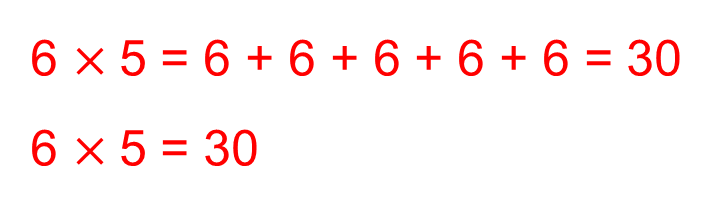 6 × 5 = 6 + 6 + 6 + 6 + 6 = 30
6 × 5 = 30